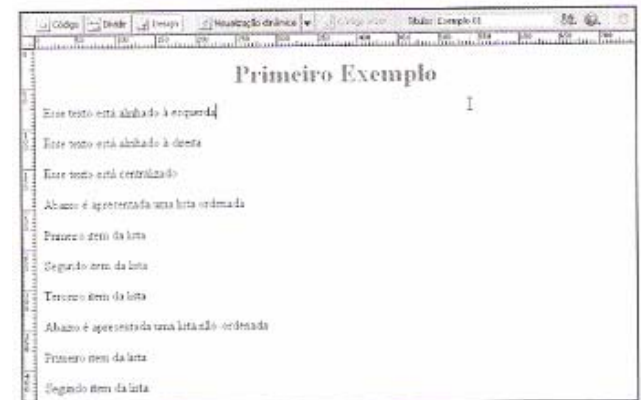 Código Dividir Design Visualização dinâmica Título: Exemplo 01
Primeiro Exemplo
Esse texto está alinhado à esquerda
Esse texto está alinhado à direita
Esse texto está centralizado
Abaixo é apresentada uma lista ordenada
Primeiro item da lista
Segundo item da lista
Terceiro item da lista
Abaixo é apresentada uma lista não-ordenada
Primeiro item da lista
Segundo item da lista